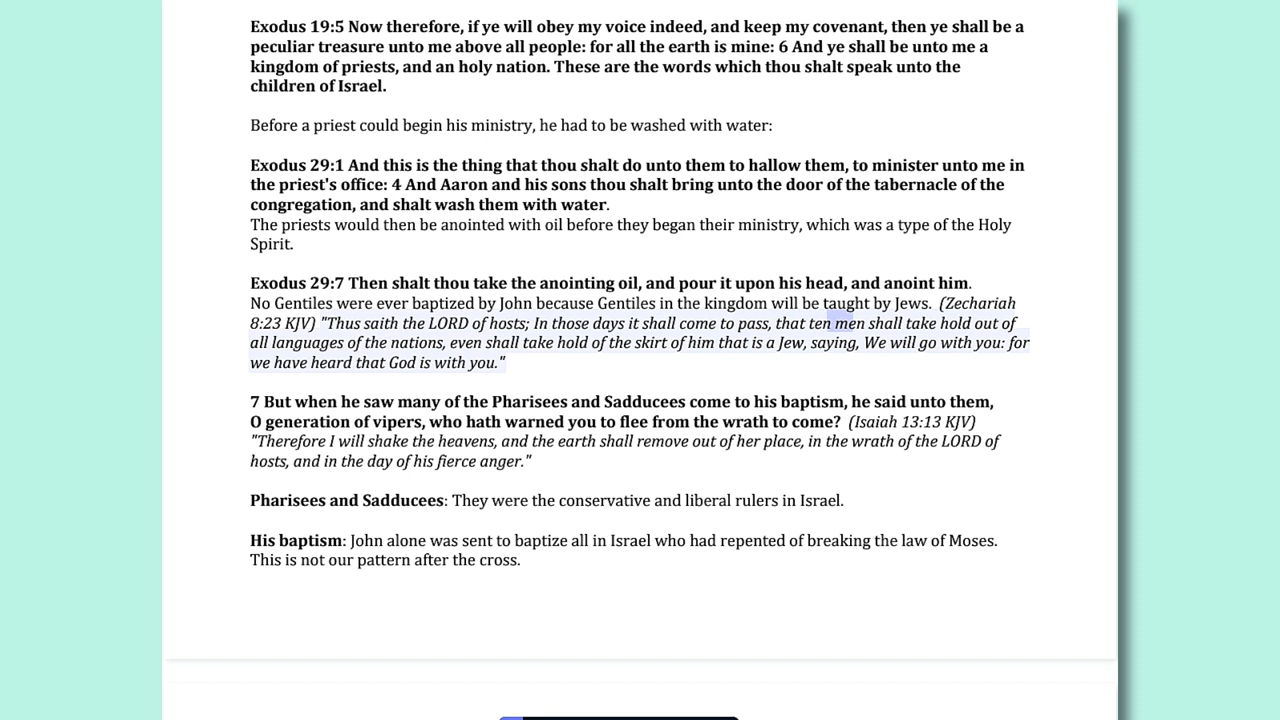 Exodus 19:5 Now therefore, if ye will obey my voice indeed, and keep my covenant, then ye shall be a
peculiar treasure unto me above all people: for all the earth is mine: 6 And ye shall be unto me a
kingdom of priests, and an holy nation. These are the words which thou shalt speak unto the
children of Israel.
Before a priest could begin his ministry, he had to be washed with water:
Exodus 29:1 And this is the thing that thou shalt do unto them to hallow them, to minister unto me in
the priest's office: 4 And Aaron and his sons thou shalt bring unto the door of the tabernacle of the
congregation, and shalt wash them with water.
The priests would then be anointed with oil before they began their ministry, which was a type of the Holy
Spirit.
Exodus 29:7 Then shalt thou take the anointing oil, and pour it upon his head, and anoint him.
No Gentiles were ever baptized by John because Gentiles in the kingdom will be taught by Jews. (Zechariah
8:23 KJV) "Thus saith the LORD of hosts; In those days it shall come to pass, that ten men shall take hold out of
all languages of the nations, even shall take hold of the skirt of him that is a Jew, saying, We will go with you: for
we have heard that God is with you."
7 But when he saw many of the Pharisees and Sadducees come to his baptism, he said unto them,
O generation of vipers, who hath warned you to flee from the wrath to come? (Isaiah 13:13 KJV)
"Therefore I will shake the heavens, and the earth shall remove out of her place, in the wrath of the LORD of
hosts, and in the day of his fierce anger."
Pharisees and Sadducees: They were the conservative and liberal rulers in Israel.
His baptism: John alone was sent to baptize all in Israel who had repented of breaking the law of Moses.
This is not our pattern after the cross.